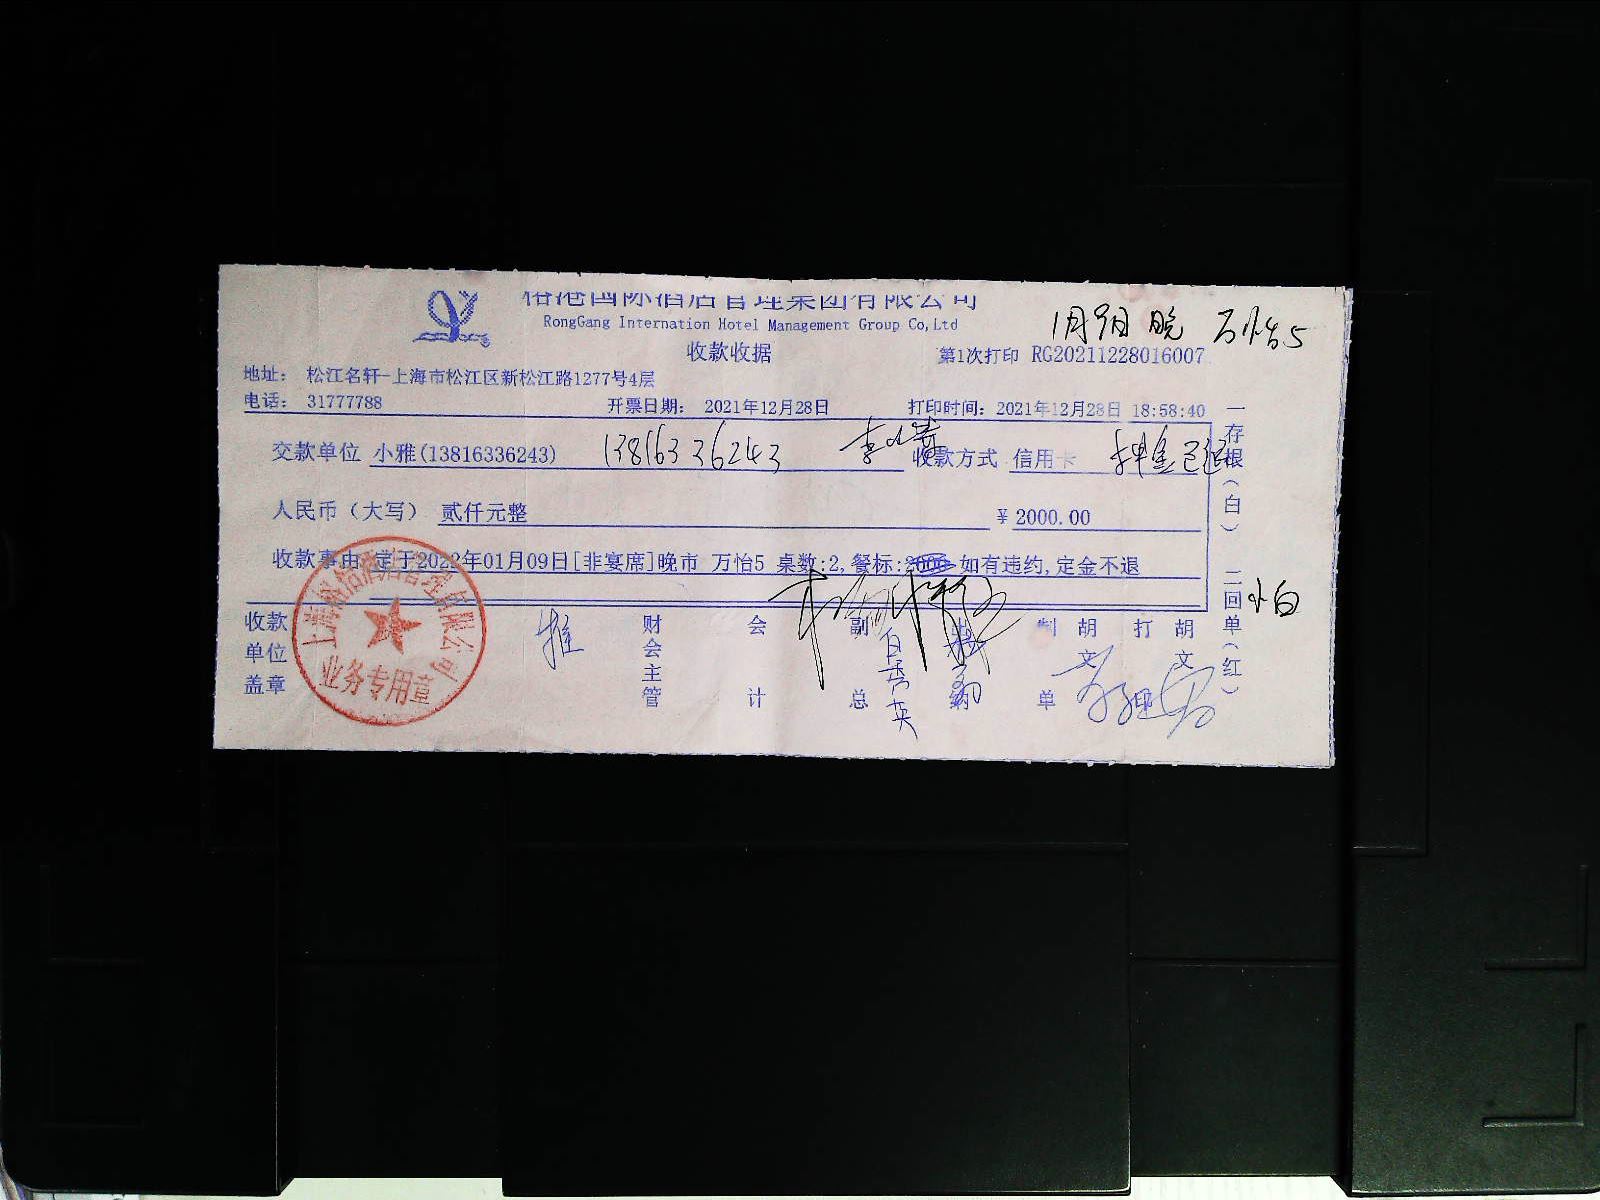 榕港国际酒店管理集团有限公司
RongGang Internation Hotel Management Group Co,Ltd
1月9日 晚 万怡5
收款收据
第1次打印 RG20211228016007
地址: 松江名轩-上海市松江区新松江路1277号4层
电话: 31777788 开票日期: 2021年12月28日 打印时间: 2021年12月28日 18:58:40
交款单位 小雅(13816336243) 13816336243 收款方式 信用卡
人民币（大写） 贰仟元整 ¥ 2000.00
收款事由 定于2022年01月09日[非宴席]晚市 万怡5 桌数:2,餐标: 如有违约,定金不退
收款单位盖章 财会主管 会计 副总 白秀英 出纳 制单 胡文 打印 胡文
业务专用章
一存根(白) 二回单(红)
小白